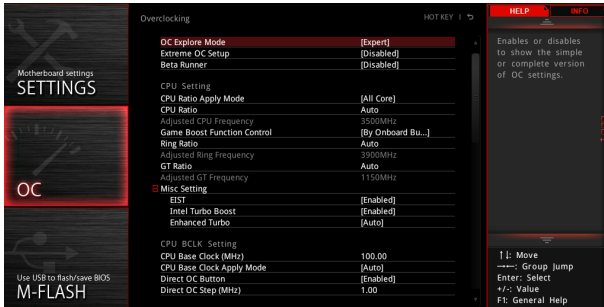 Overclocking
HOT KEY |
HELP
INFO
Motherboard settings
SETTINGS
OC
Use USB to flash/save BIOS
M-FLASH
OC Explore Mode [Expert]
Extreme OC Setup [Disabled]
Beta Runner [Disabled]
CPU Setting
CPU Ratio Apply Mode [All Core]
CPU Ratio Auto
Adjusted CPU Frequency 3500MHz
Game Boost Function Control [By Onboard Bu...]
Ring Ratio Auto
Adjusted Ring Frequency 3900MHz
GT Ratio Auto
Adjusted GT Frequency 1150MHz
Misc Setting
EIST [Enabled]
Intel Turbo Boost [Enabled]
Enhanced Turbo [Auto]
CPU BCLK Setting
CPU Base Clock (MHz) 100.00
CPU Base Clock Apply Mode [Auto]
Direct OC Button [Enabled]
Direct OC Step (MHz) 1.00
Enables or disables
to show the simple
or complete version
of OC settings.
↑↓: Move
→←: Group Jump
Enter: Select
+/-: Value
F1: General Help